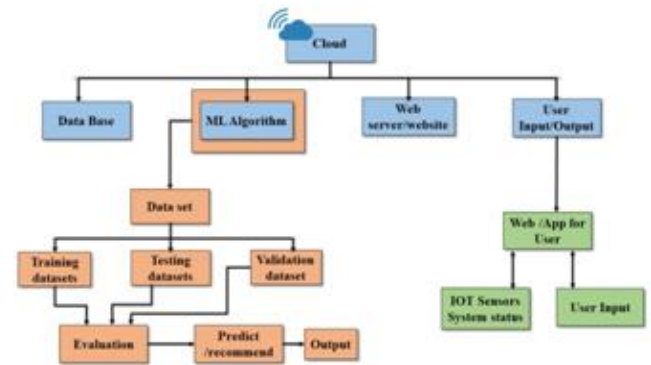 Cloud
Data Base
ML Algorithm
Web
server/website
User
Input/Output
Data set
Web /App for
User
Training
datasets
Testing
datasets
Validation
dataset
IOT Sensors
System status
User Input
Evaluation
Predict
/recommend
Output